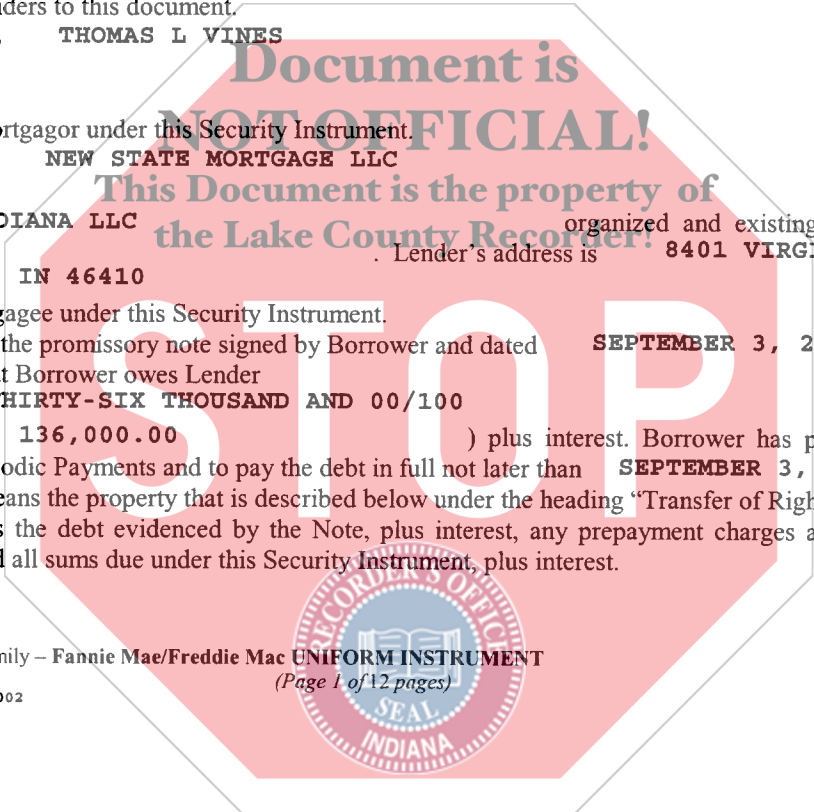 ders to this document.
THOMAS L VINES
Document is
NOT OFFICIAL!
ortgagor under this Security Instrument.
NEW STATE MORTGAGE LLC
This Document is the property of
DIANA LLC organized and existing
the Lake County Recorder!
. Lender's address is 8401 VIRGI
IN 46410
gagee under this Security Instrument.
the promissory note signed by Borrower and dated SEPTEMBER 3, 2
t Borrower owes Lender
HIRTY-SIX THOUSAND AND 00/100
136,000.00 ) plus interest. Borrower has p
odic Payments and to pay the debt in full not later than SEPTEMBER 3,
eans the property that is described below under the heading “Transfer of Righ
s the debt evidenced by the Note, plus interest, any prepayment charges a
d all sums due under this Security Instrument, plus interest.
STOP
RECORDER'S OFFICE
mily – Fannie Mae/Freddie Mac UNIFORM INSTRUMENT
(Page 1 of 12 pages)
002
SEAL
INDIANA